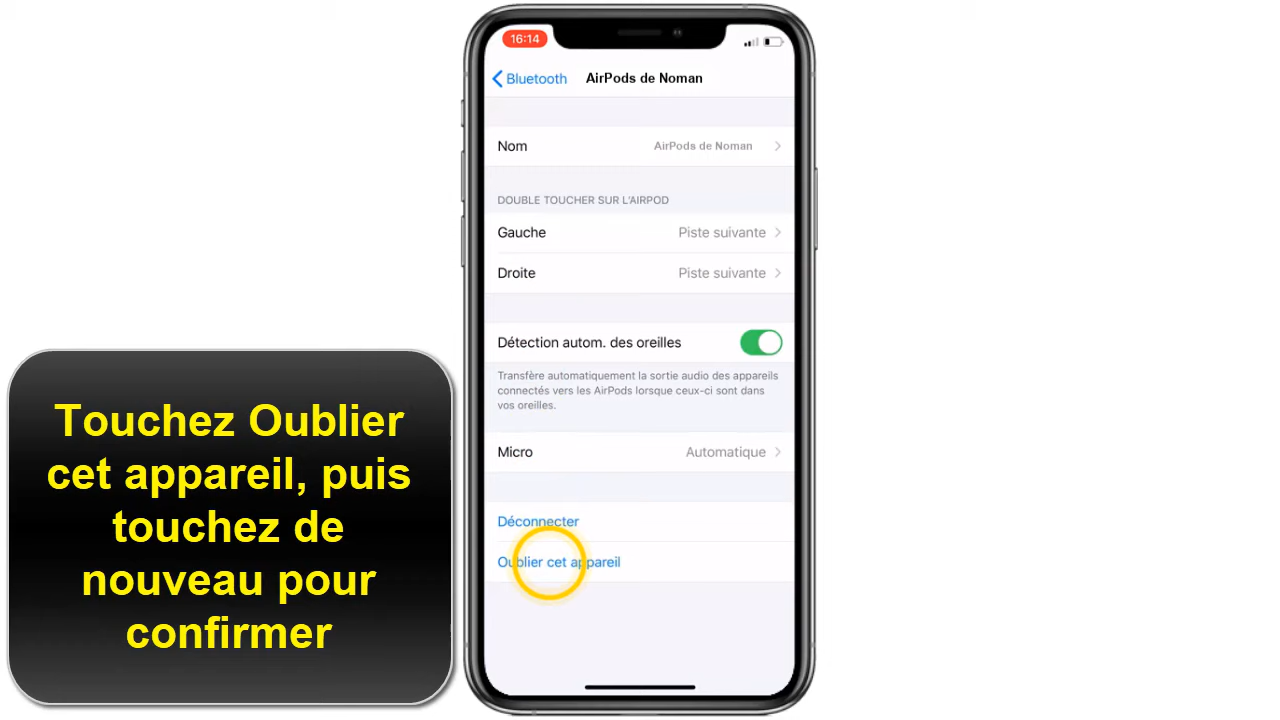 16:14
Bluetooth AirPods de Noman
Nom AirPods de Noman
DOUBLE TOUCHER SUR L'AIRPOD
Gauche Piste suivante
Droite Piste suivante
Détection autom. des oreilles
Transfère automatiquement la sortie audio des appareils
connectés vers les AirPods lorsque ceux-ci sont dans
vos oreilles.
Micro Automatique
Déconnecter
Oublier cet appareil
Touchez Oublier
cet appareil, puis
touchez de
nouveau pour
confirmer